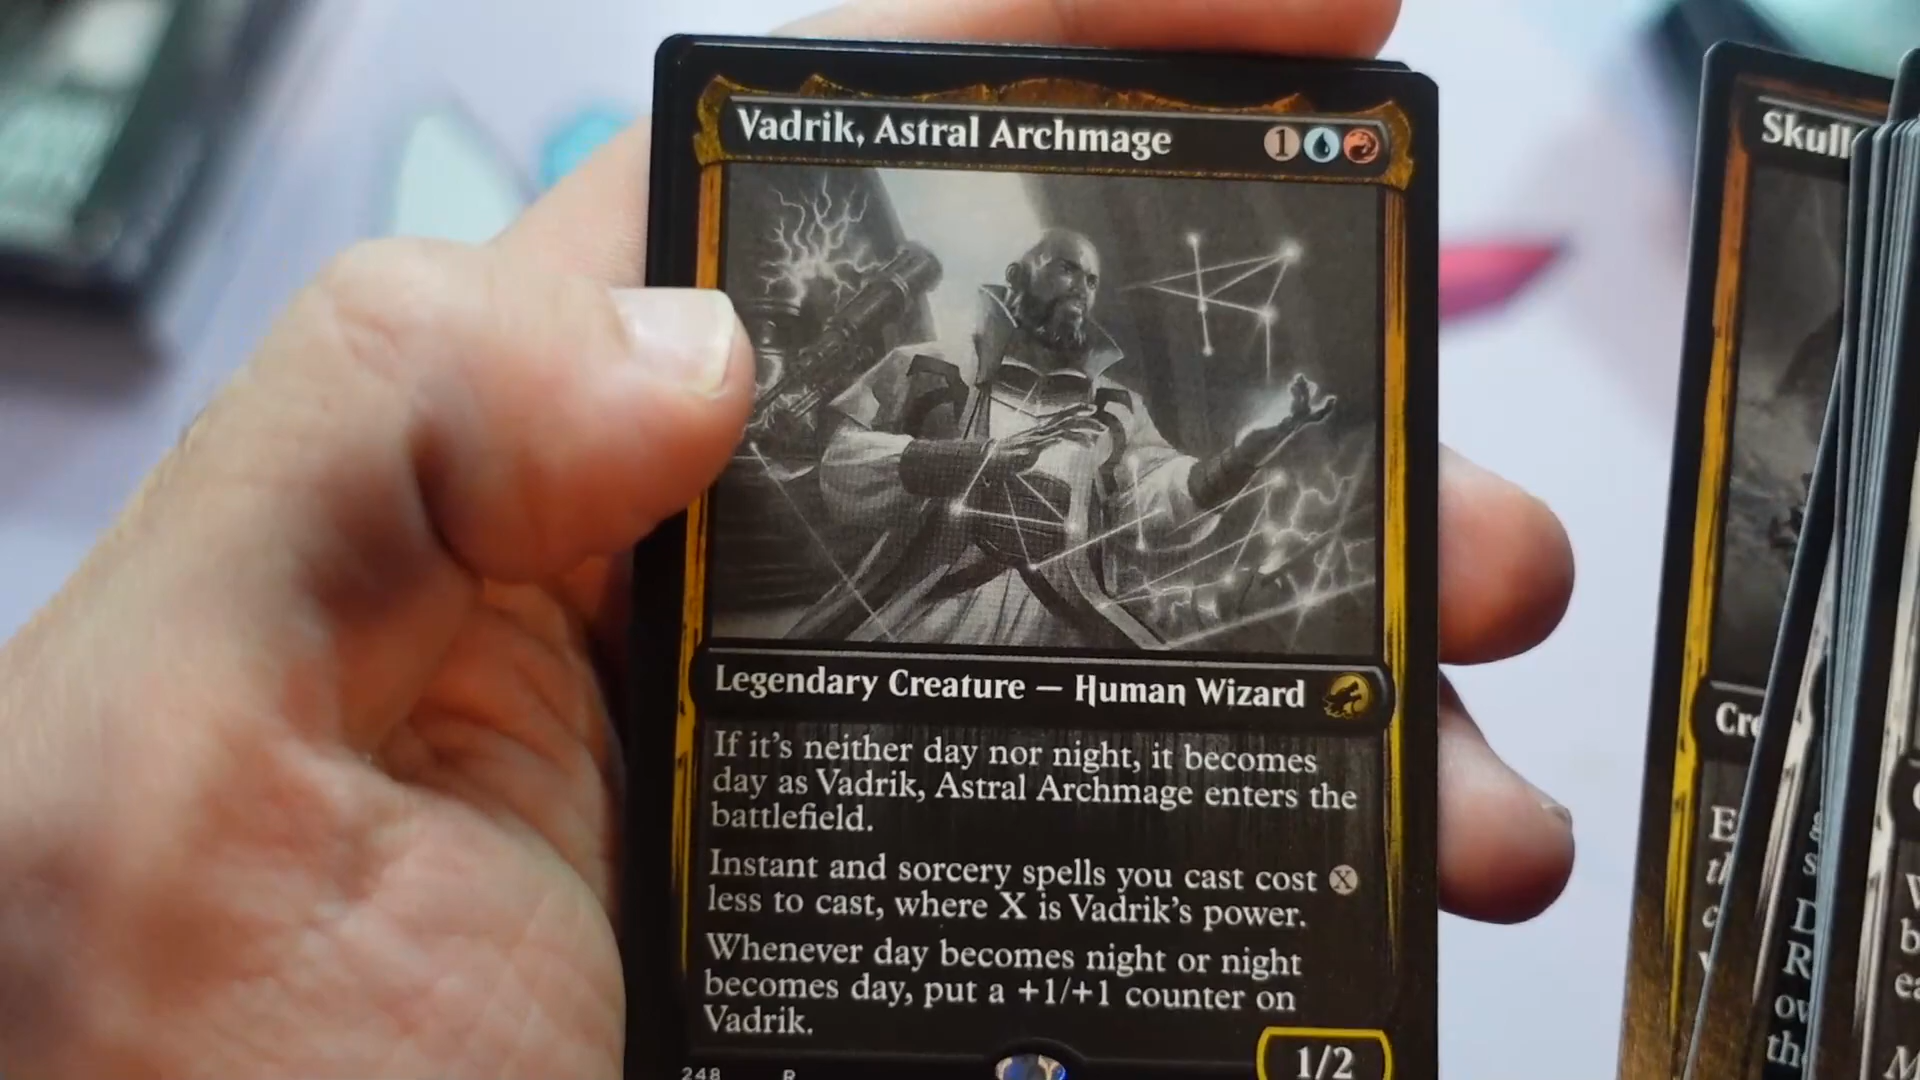 Vadrik, Astral Archmage 1
Legendary Creature — Human Wizard
If it's neither day nor night, it becomes
day as Vadrik, Astral Archmage enters the
battlefield.
Instant and sorcery spells you cast cost X
less to cast, where X is Vadrik's power.
Whenever day becomes night or night
becomes day, put a +1/+1 counter on
Vadrik.
1/2
248 R
Skull